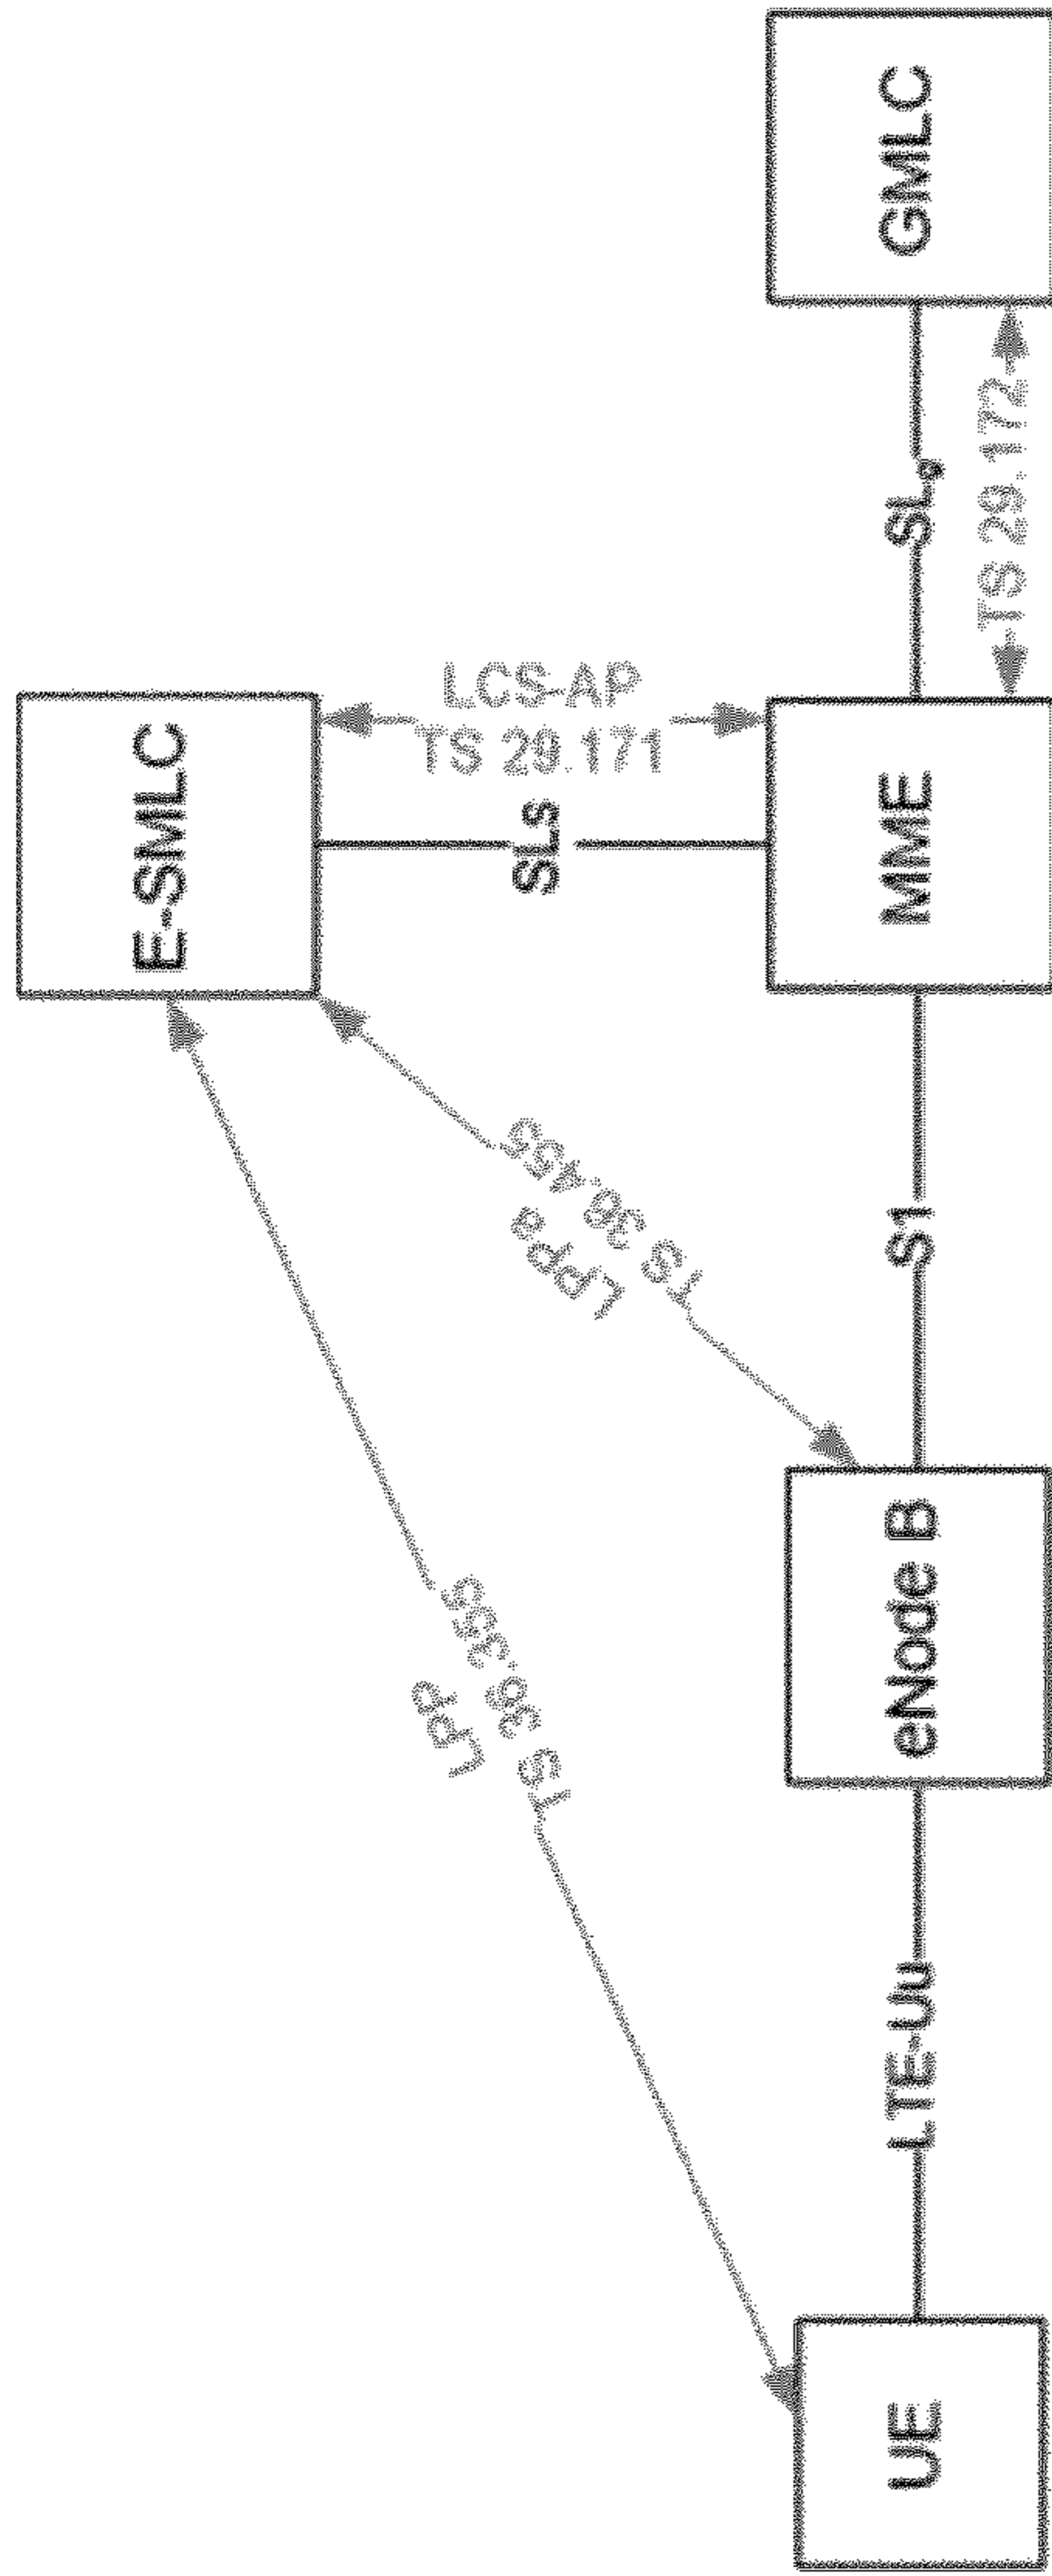 E-SMLC
LCS-AP
TS 29.171
SLs
LPP
TS 36.355
LPPa
TS 36.455
UE
LTE-Uu
eNode B
S1
MME
SLg
TS 29.172
GMLC